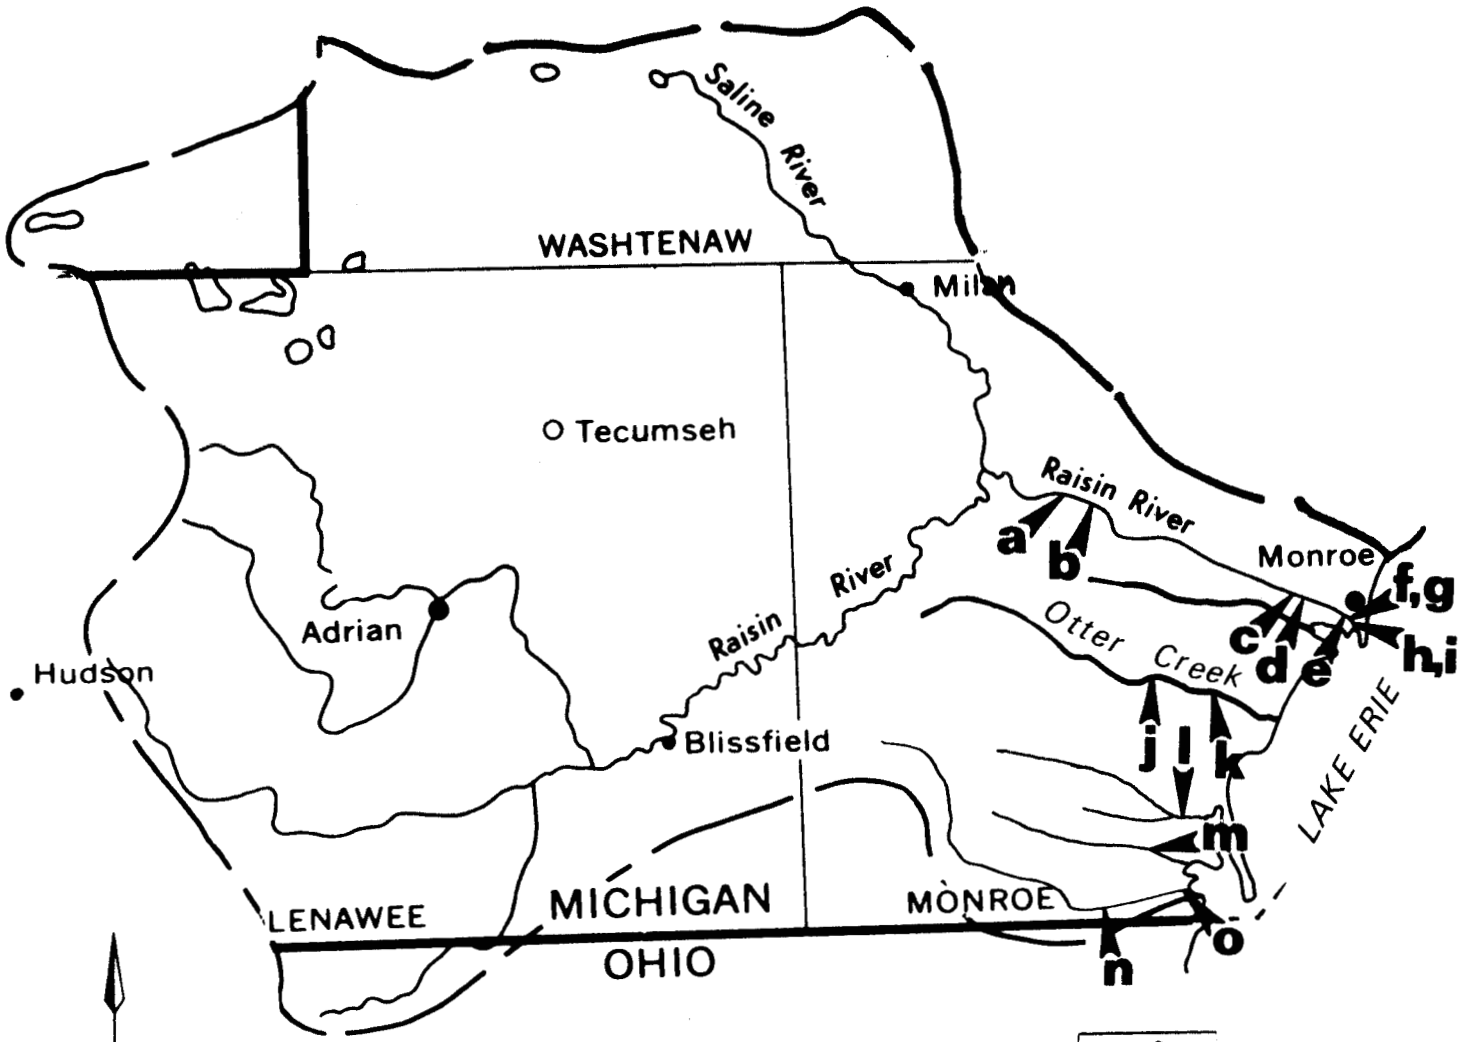 Saline River
WASHTENAW
Milan
Tecumseh
Raisin River
a
b
Monroe
f,g
Raisin River
Otter Creek
c
d
e
h,i
Adrian
Hudson
Blissfield
j
l
k
LAKE ERIE
m
LENAWEE
MICHIGAN
MONROE
OHIO
n
o